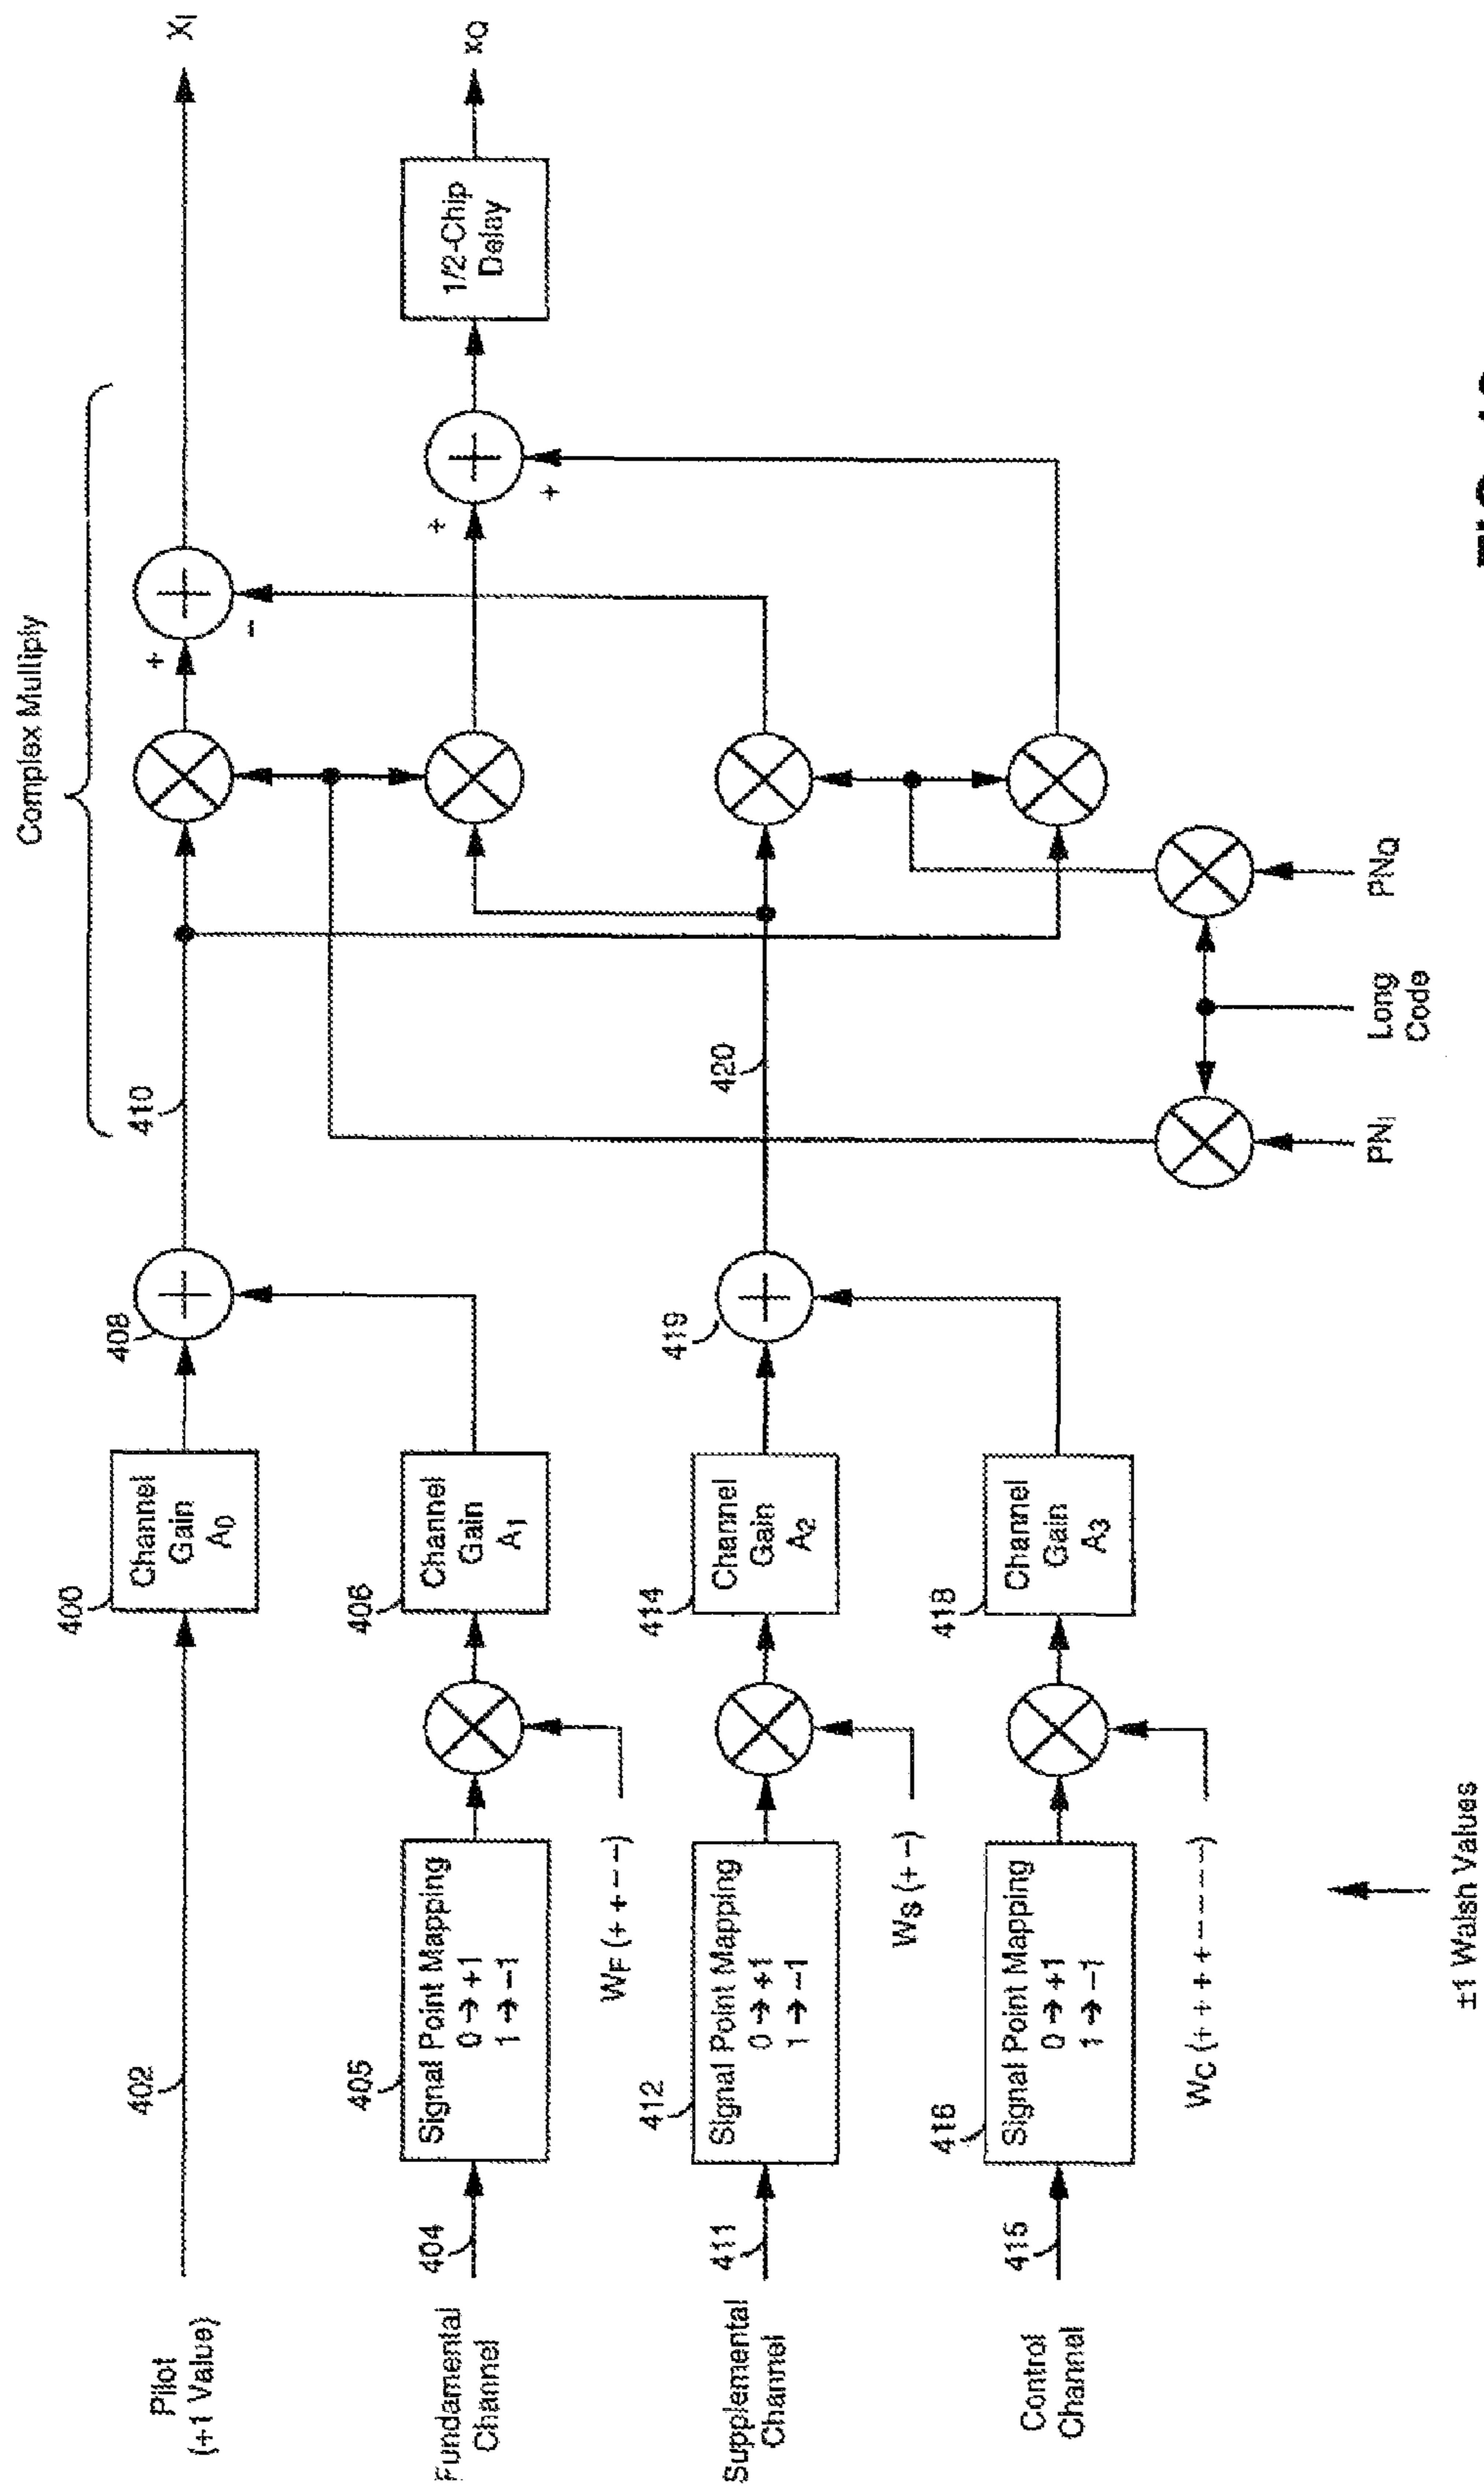 Complex Multiply
Pilot
(+1 Value)
402
400
Channel
Gain
A0
408
410
+
-
XI
Fundamental
Channel
404
405
Signal Point Mapping
0 → +1
1 → −1
WF (+ + − −)
406
Channel
Gain
A1
+
+
1/2-Chip
Delay
XQ
Supplemental
Channel
411
412
Signal Point Mapping
0 → +1
1 → −1
WS (+ −)
414
Channel
Gain
A2
419
420
Control
Channel
415
416
Signal Point Mapping
0 → +1
1 → −1
WC (+ + + + − − − −)
418
Channel
Gain
A3
PNI
Long
Code
PNQ
±1 Walsh Values